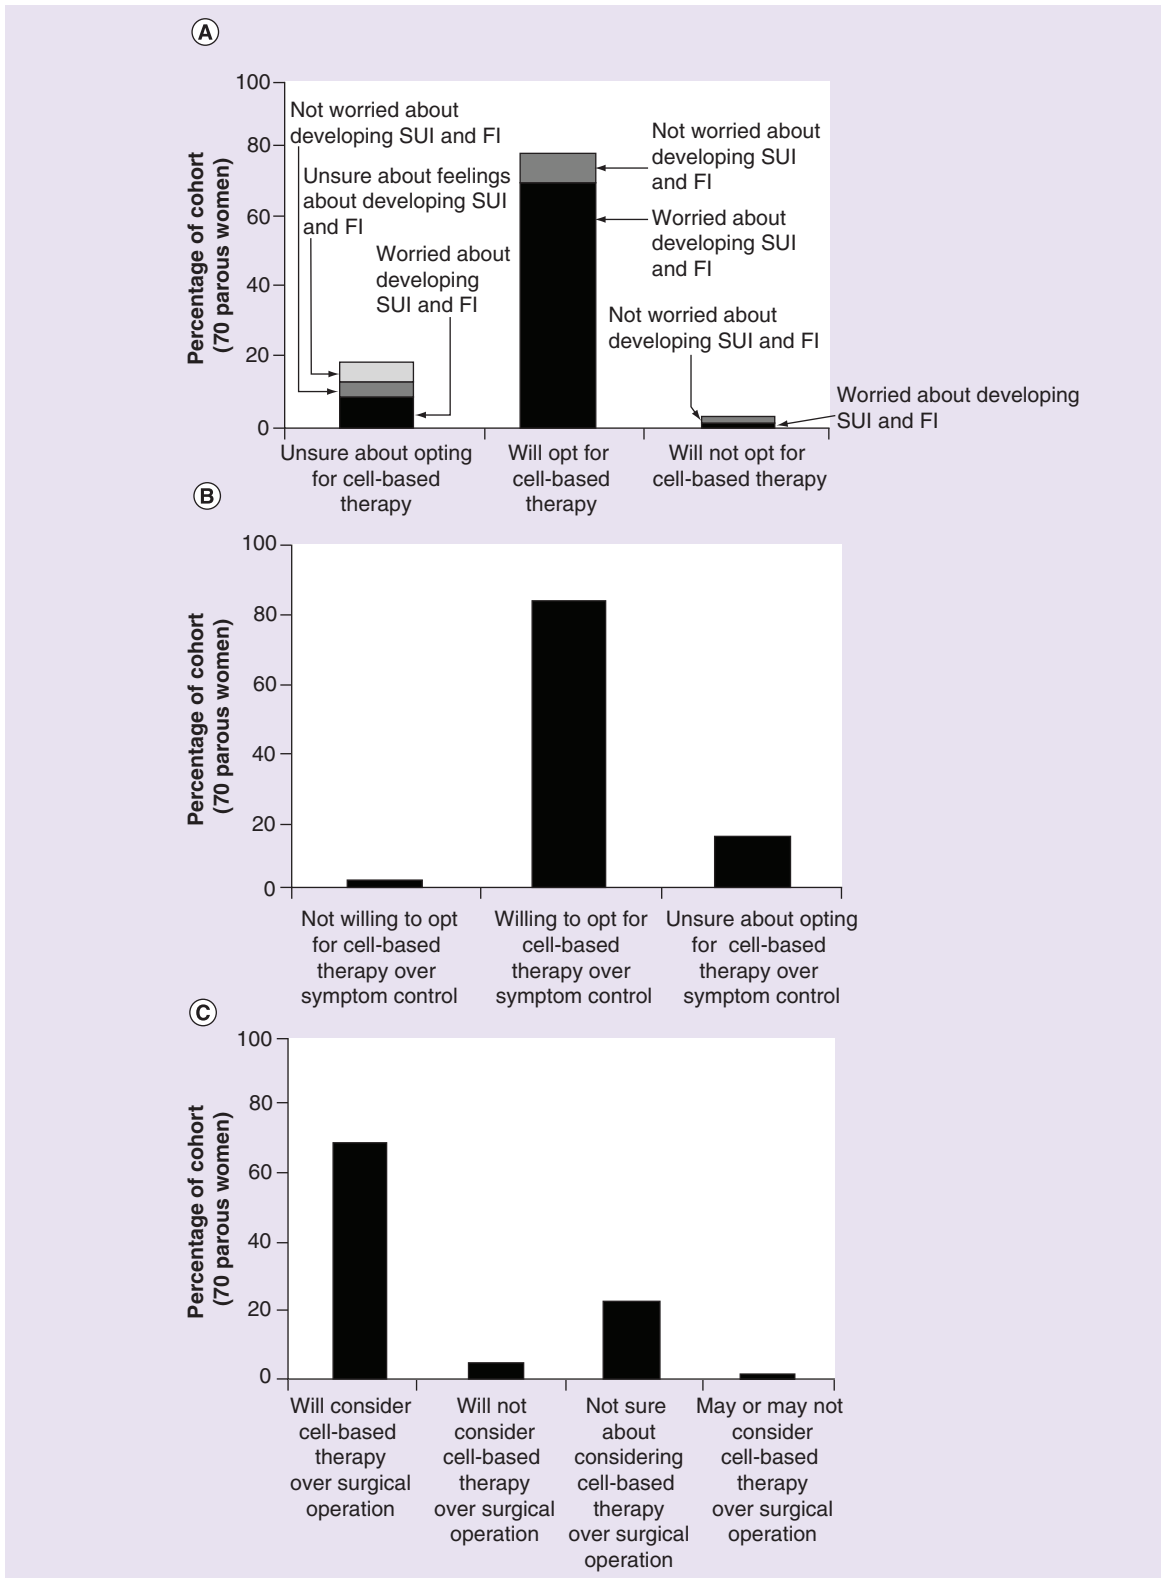 A
Percentage of cohort
(70 parous women)
100
80
60
40
20
0
Not worried about
developing SUI and FI
Unsure about feelings
about developing SUI
and FI
Worried about
developing
SUI and FI
Not worried about
developing SUI
and FI
Worried about
developing SUI
and FI
Not worried about
developing SUI and FI
Worried about developing
SUI and FI
Unsure about opting
for cell-based
therapy
Will opt for
cell-based
therapy
Will not opt for
cell-based therapy
B
Percentage of cohort
(70 parous women)
100
80
60
40
20
0
Not willing to opt
for cell-based
therapy over
symptom control
Willing to opt for
cell-based
therapy over
symptom control
Unsure about opting
for cell-based
therapy over
symptom control
C
Percentage of cohort
(70 parous women)
100
80
60
40
20
0
Will consider
cell-based
therapy
over surgical
operation
Will not
consider
cell-based
therapy
over surgical
operation
Not sure
about
considering
cell-based
therapy
over surgical
operation
May or may not
consider
cell-based
therapy
over surgical
operation